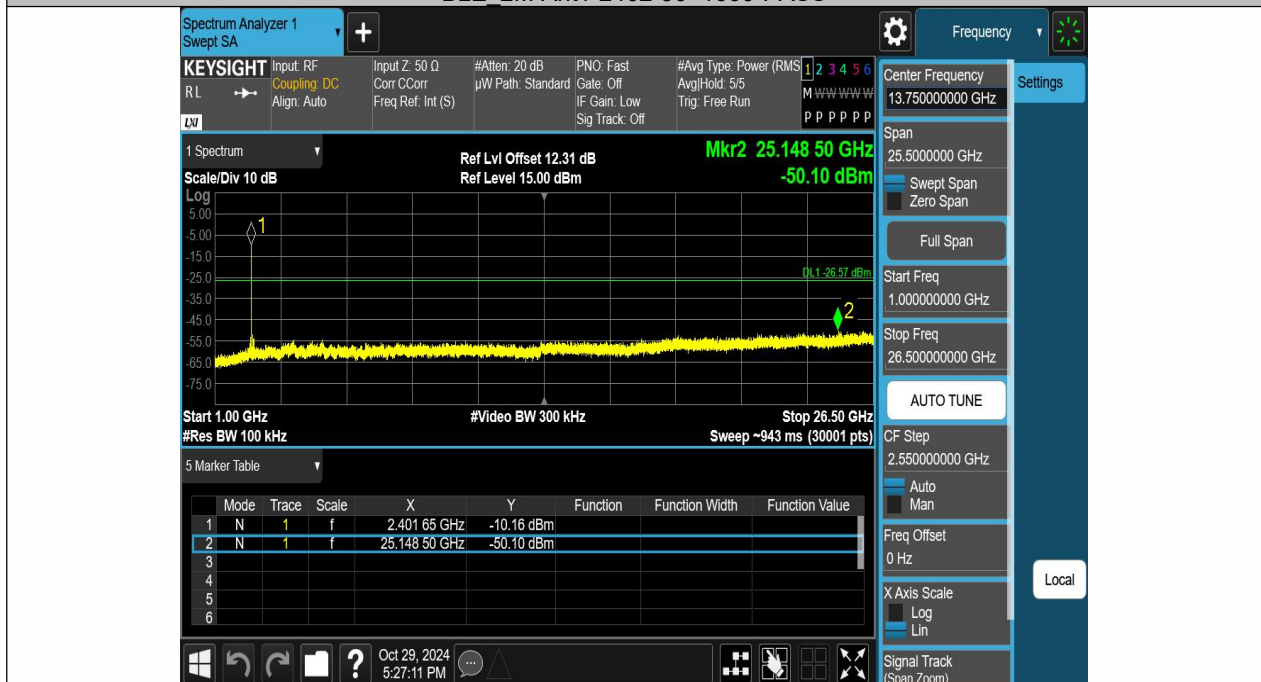 Spectrum Analyzer 1
Swept SA
+
Frequency
KEYSIGHT
RL
LXI
Input: RF
Coupling: DC
Align: Auto
Input Z: 50 Ω
Corr CCorr
Freq Ref: Int (S)
#Atten: 20 dB
µW Path: Standard
PNO: Fast
Gate: Off
IF Gain: Low
Sig Track: Off
#Avg Type: Power (RMS
Avg|Hold: 5/5
Trig: Free Run
1 2 3 4 5 6
M W W W W W
P P P P P P
1 Spectrum
Scale/Div 10 dB
Log
Ref Lvl Offset 12.31 dB
Ref Level 15.00 dBm
Mkr2 25.148 50 GHz
-50.10 dBm
5.00
-5.00
-15.0
-25.0
-35.0
-45.0
-55.0
-65.0
-75.0
1
DL1 -26.57 dBm
2
Start 1.00 GHz
#Video BW 300 kHz
Stop 26.50 GHz
#Res BW 100 kHz
Sweep ~943 ms (30001 pts)
5 Marker Table
Mode Trace Scale X Y Function Function Width Function Value
1 N 1 f 2.401 65 GHz -10.16 dBm
2 N 1 f 25.148 50 GHz -50.10 dBm
3
4
5
6
Oct 29, 2024
5:27:11 PM
Center Frequency
13.750000000 GHz
Span
25.5000000 GHz
Swept Span
Zero Span
Full Span
Start Freq
1.000000000 GHz
Stop Freq
26.500000000 GHz
AUTO TUNE
CF Step
2.550000000 GHz
Auto
Man
Freq Offset
0 Hz
X Axis Scale
Log
Lin
Signal Track
(Span Zoom)
Settings
Local